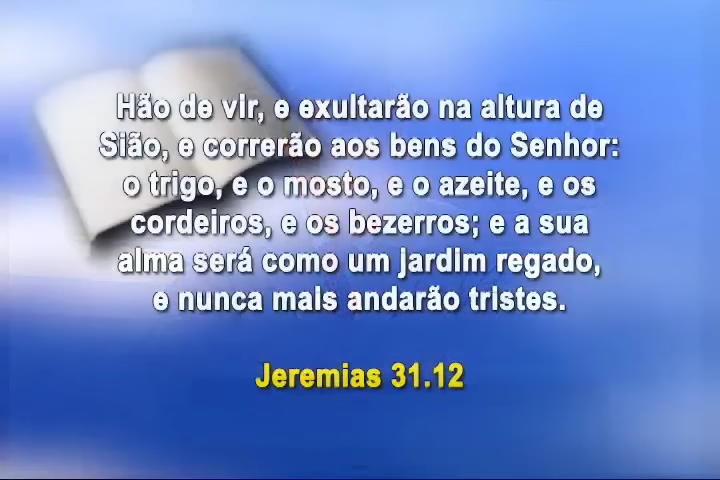 Hão de vir, e exultarão na altura de
Sião, e correrão aos bens do Senhor:
o trigo, e o mosto, e o azeite, e os
cordeiros, e os bezerros; e a sua
alma será como um jardim regado,
e nunca mais andarão tristes.
Jeremias 31.12